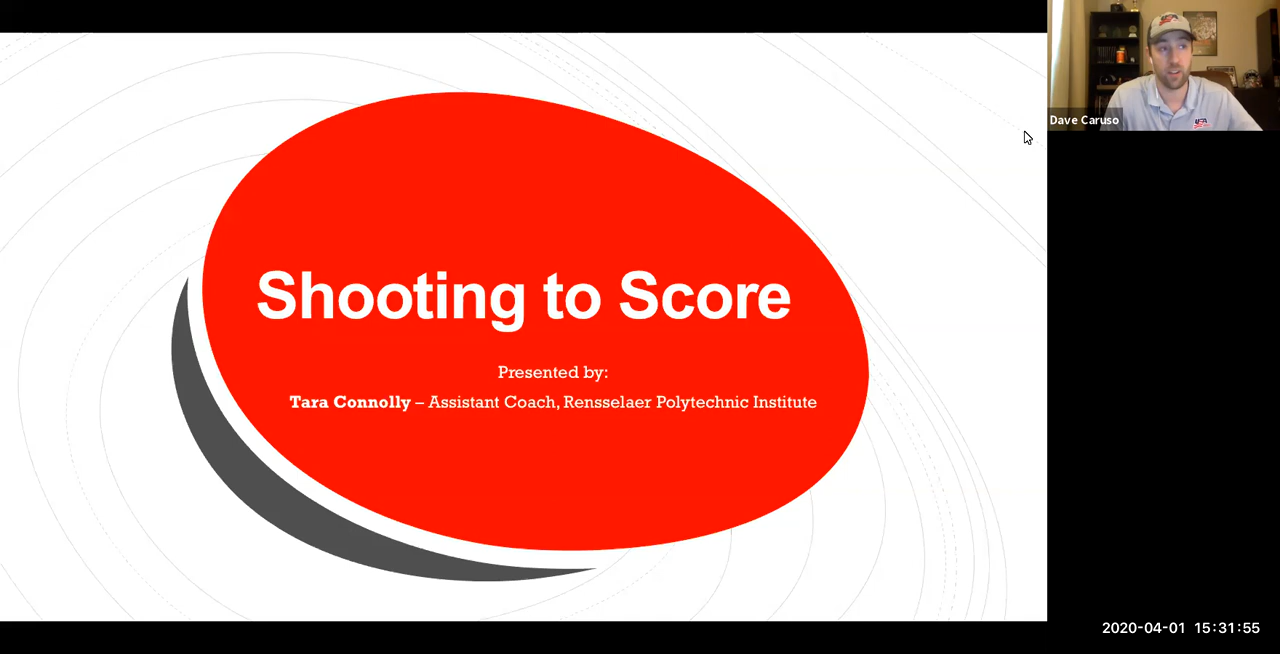 Shooting to Score
Presented by:
Tara Connolly – Assistant Coach, Rensselaer Polytechnic Institute
USA
Dave Caruso
2020-04-01 15:31:55